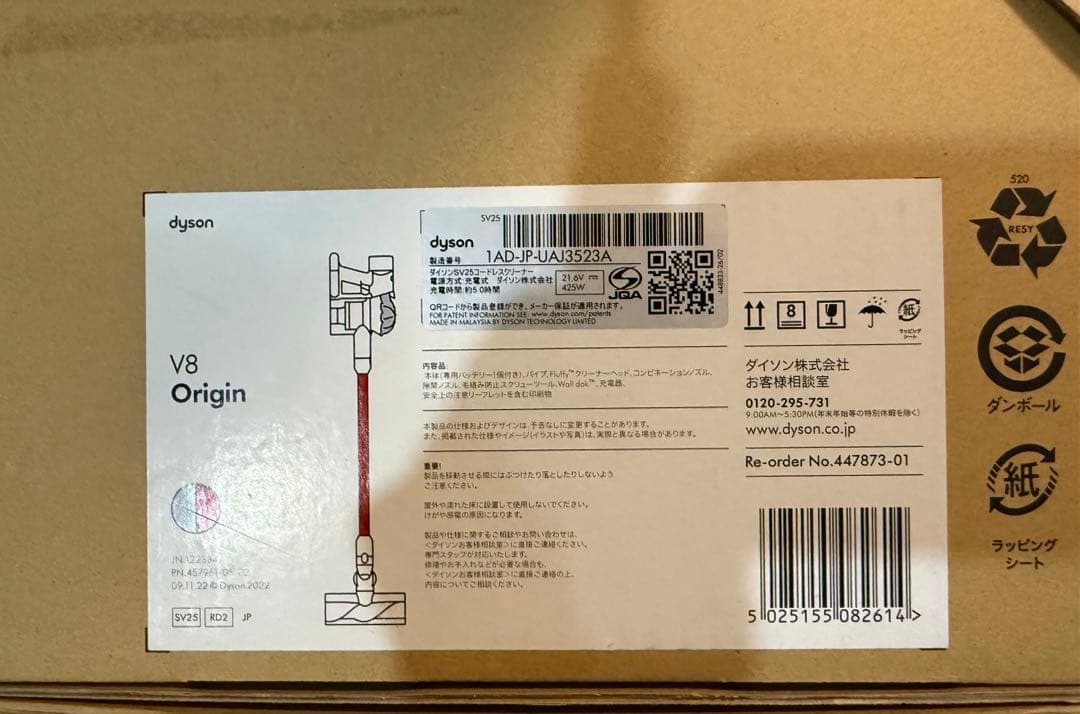 dyson
V8
Origin
09.11.22 © Dyson 2022
SV25 RD2 JP
SV25
dyson
製造番号 1AD-JP-UAJ3523A
ダイソンSV25コードレスクリーナー
電源方式:充電式 ダイソン株式会社
充電時間:約5.0時間
21.6V
425W
JQA
QRコードから製品登録ができ、メーカー保証が適用されます。
FOR PATENT INFORMATION SEE: www.dyson.com/patents
MADE IN MALAYSIA BY DYSON TECHNOLOGY LIMITED
内容品:
本体(専用バッテリー1個付き)、パイプ、Fluffy™クリーナーヘッド、コンビネーションノズル、
隙間ノズル、毛絡み防止スクリューツール、Wall dok™、充電器、
安全上の注意リーフレットを含む印刷物
本製品の仕様およびデザインは、予告なしに変更することがあります。
また、掲載された仕様やイメージ(イラストや写真)は、実際と異なる場合があります。
重要!
製品を移動させる際にはぶつけたり落としたりしないよう
ご注意ください。
屋外や濡れた床に設置して使用しないでください。
けがや感電の原因になります。
製品や仕様に関するご相談やお問い合わせは、
<ダイソンお客様相談室>に直接ご連絡ください。
専門スタッフが対応いたします。
修理やお手入れなどが必要な場合も、
<ダイソンお客様相談室>に直接ご連絡の上、
内容についてご相談ください。
8
紙
ラッピング
シート
ダイソン株式会社
お客様相談室
0120-295-731
9:00AM~5:30PM(年末年始等の特別休暇を除く)
www.dyson.co.jp
Re-order No.447873-01
5 025155 082614 >
520
RESY
ダンボール
紙
ラッピング
シート